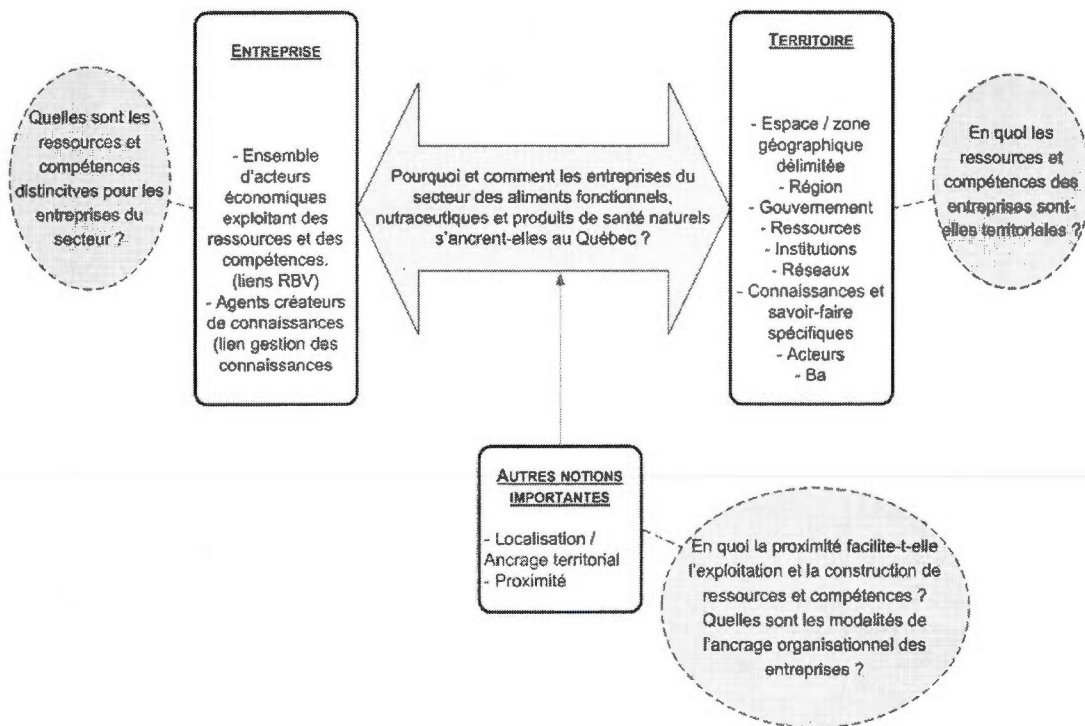 ENTREPRISE
- Ensemble
d'acteurs
économiques
exploitant des
ressources et des
compétences.
(liens RBV)
- Agents créateurs
de connaissances
(lien gestion des
connaissances
Quelles sont les
ressources et
compétences
distinctives pour les
entreprises du
secteur ?
Pourquoi et comment les entreprises du
secteur des aliments fonctionnels,
nutraceutiques et produits de santé naturels
s'ancrent-elles au Québec ?
TERRITOIRE
- Espace / zone
géographique
délimitée
- Région
- Gouvernement
- Ressources
- Institutions
- Réseaux
- Connaissances et
savoir-faire
spécifiques
- Acteurs
- Ba
En quoi les
ressources et
compétences des
entreprises sont-
elles territoriales ?
AUTRES NOTIONS
IMPORTANTES
- Localisation /
Ancrage territorial
- Proximité
En quoi la proximité facilite-t-elle
l'exploitation et la construction de
ressources et compétences ?
Quelles sont les modalités de
l'ancrage organisationnel des
entreprises ?